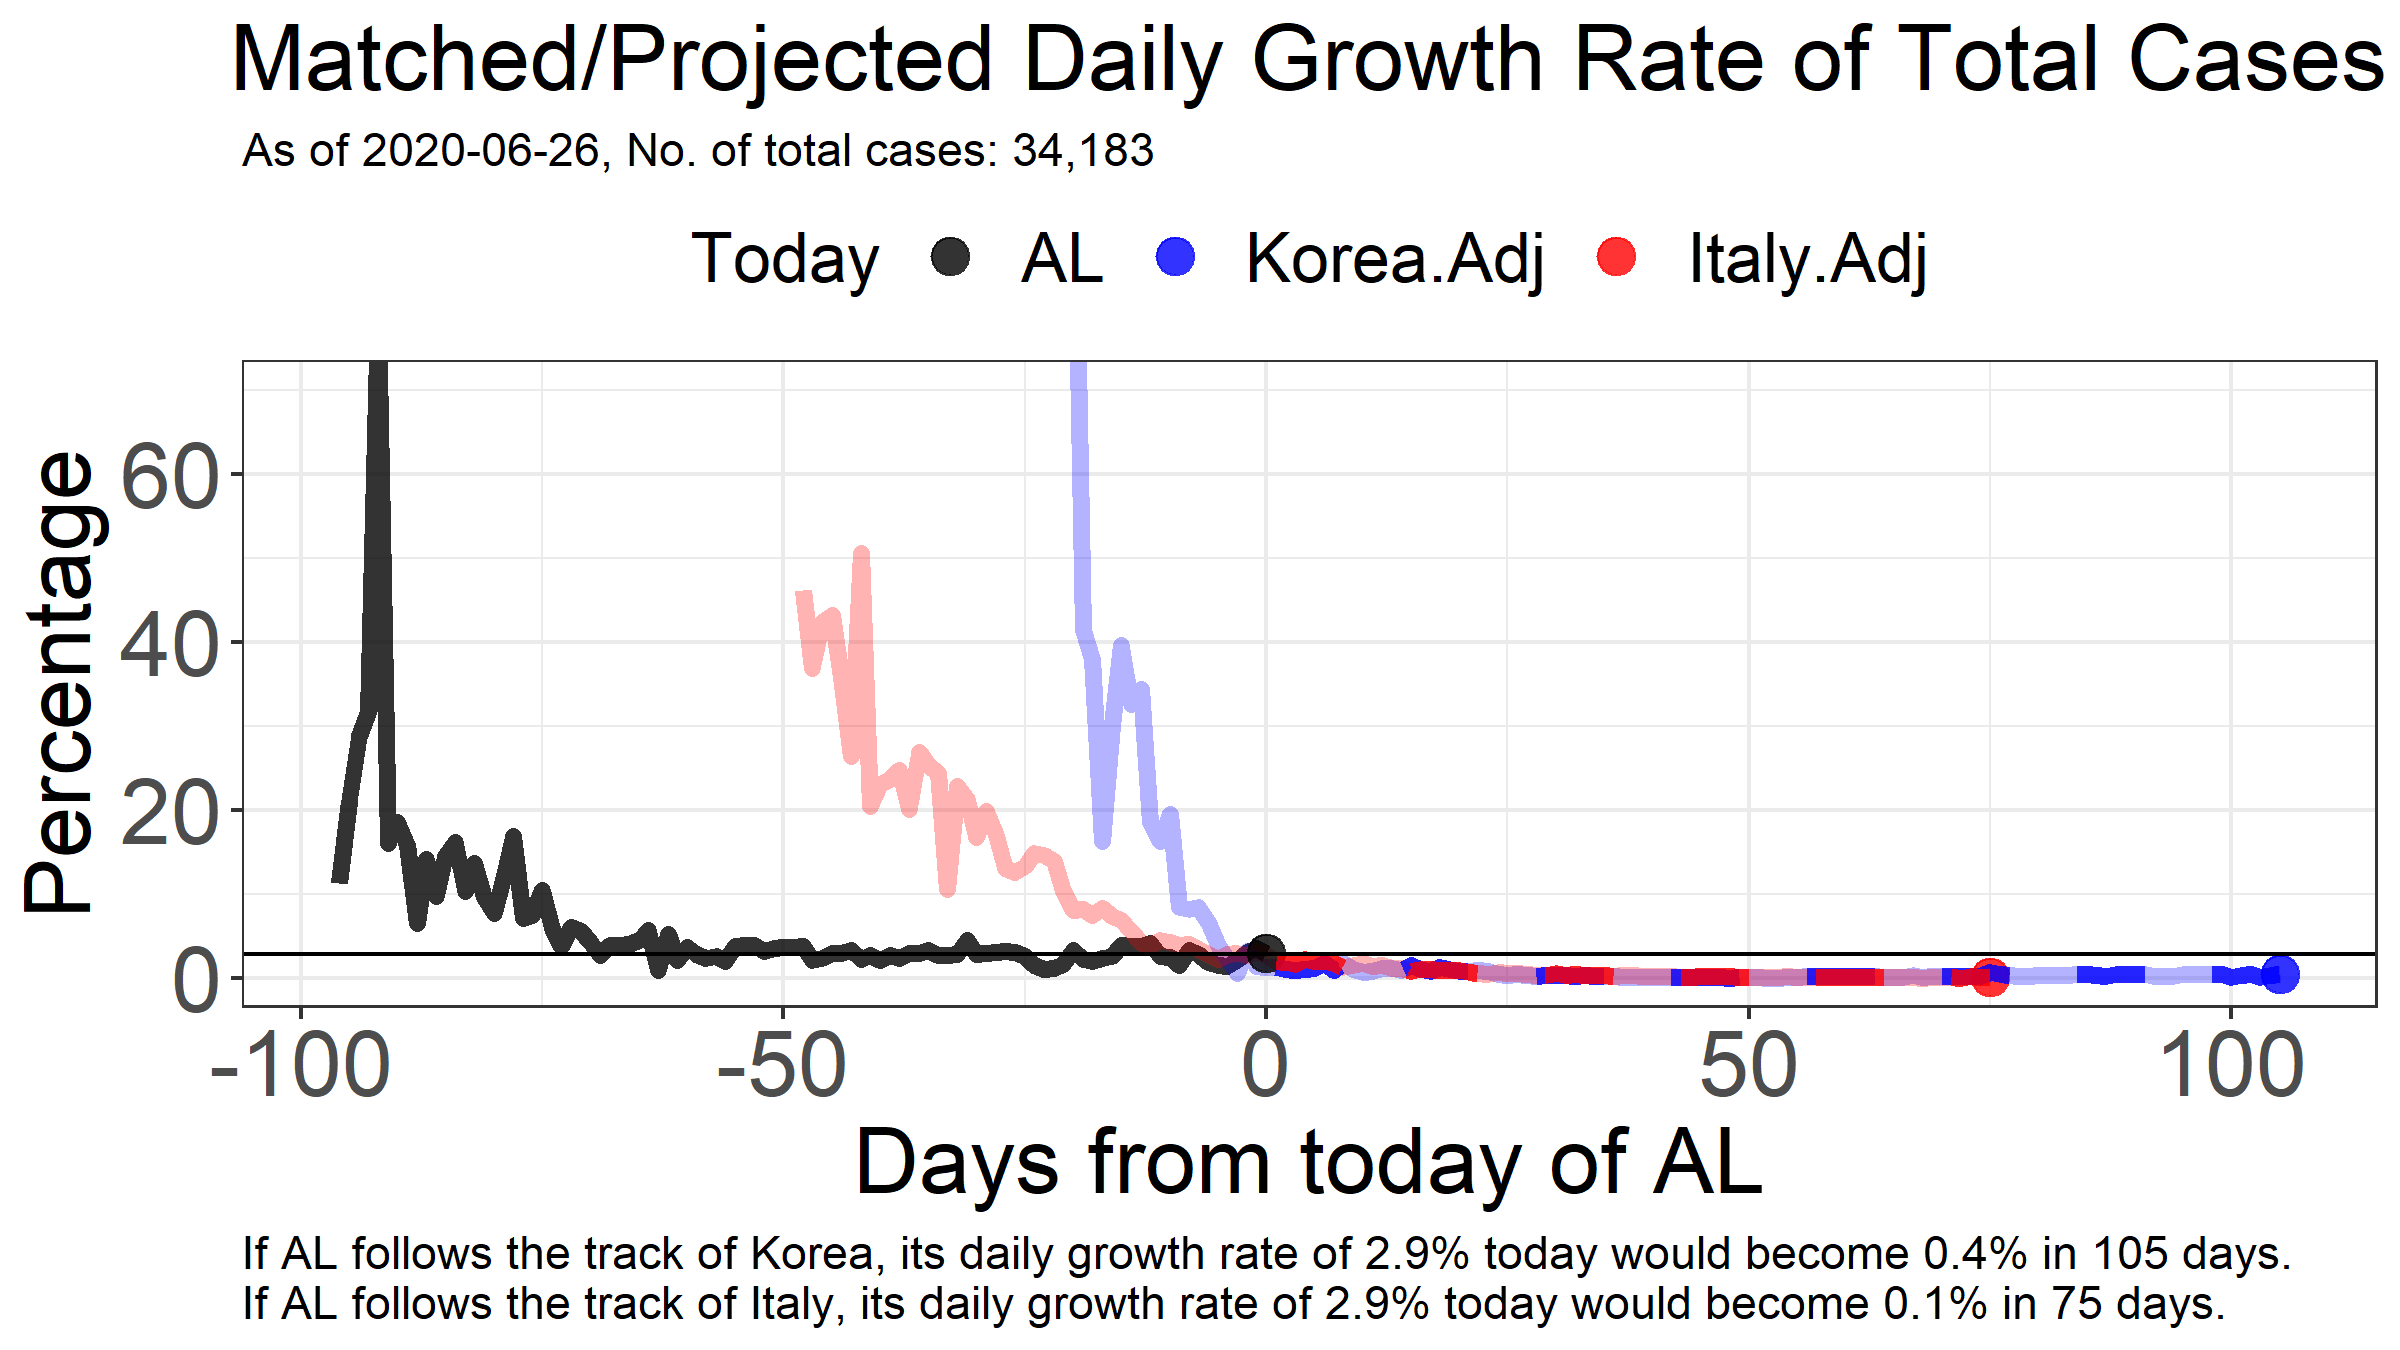 Matched/Projected Daily Growth Rate of Total Cases
As of 2020-06-26, No. of total cases: 34,183
Today AL Korea.Adj Italy.Adj
Percentage
60
40
20
0
-100 -50 0 50 100
Days from today of AL
If AL follows the track of Korea, its daily growth rate of 2.9% today would become 0.4% in 105 days.
If AL follows the track of Italy, its daily growth rate of 2.9% today would become 0.1% in 75 days.